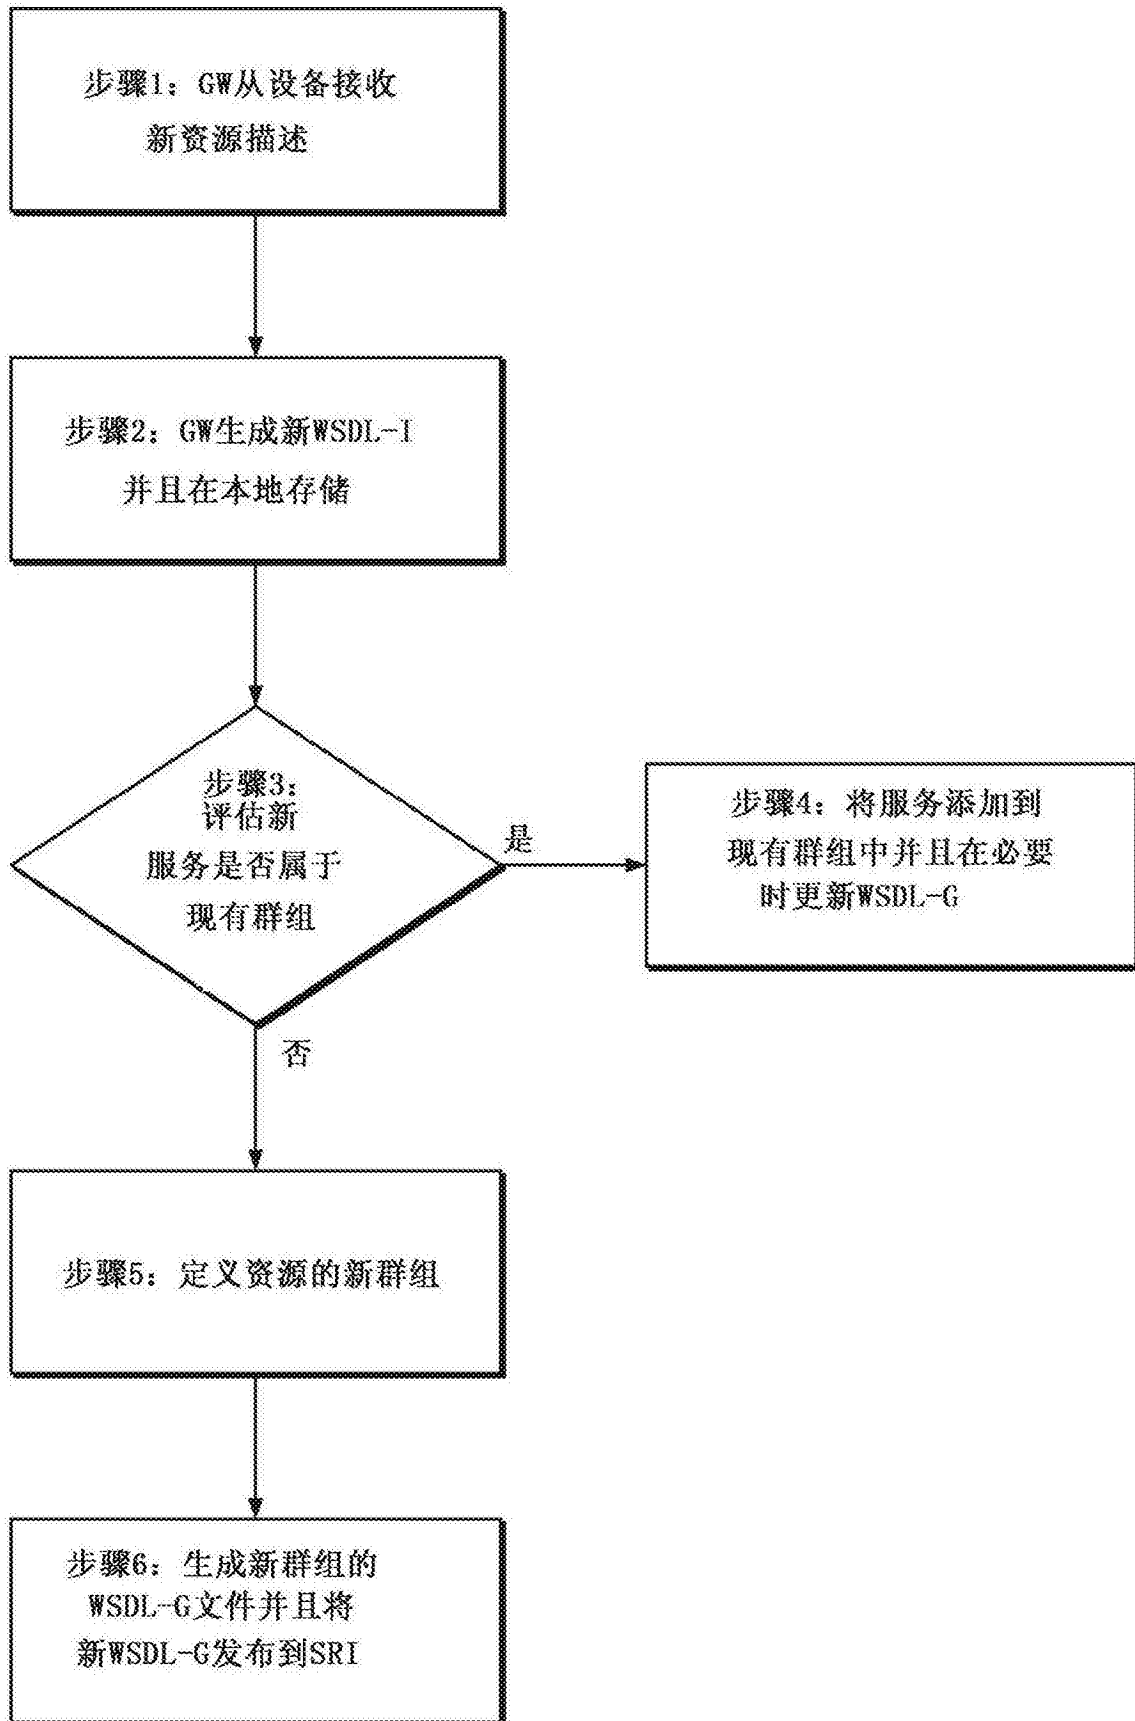 步骤1：GW从设备接收
新资源描述
步骤2：GW生成新WSDL-I
并且在本地存储
步骤3：
评估新
服务是否属于
现有群组
是
步骤4：将服务添加到
现有群组中并且在必要
时更新WSDL-G
否
步骤5：定义资源的新群组
步骤6：生成新群组的
WSDL-G文件并且将
新WSDL-G发布到SRI